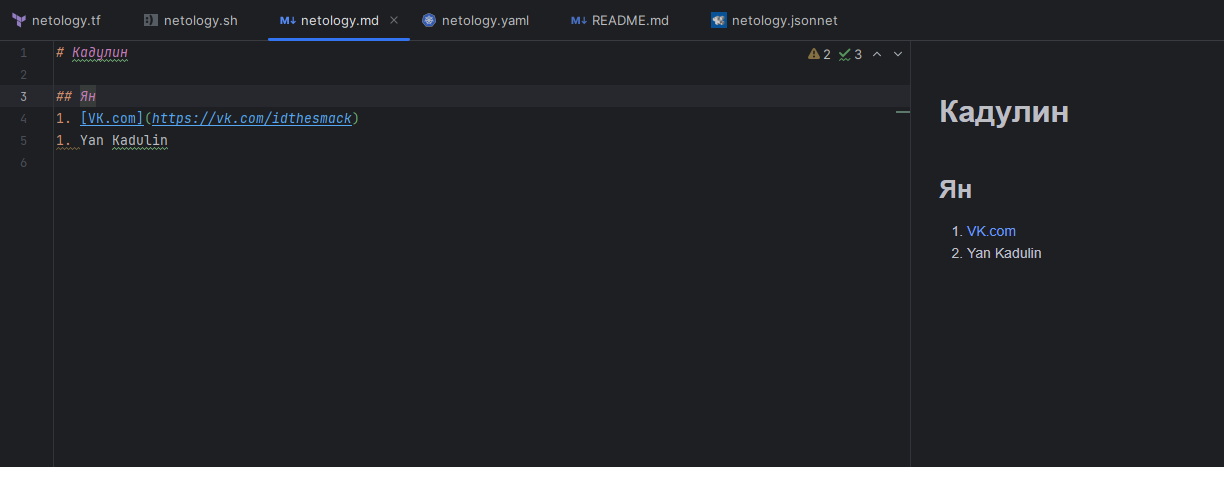 netology.tf netology.sh M↓ netology.md × netology.yaml M↓ README.md netology.jsonnet
1 # Кадулин
2
3 ## Ян
4 1. [VK.com](https://vk.com/idthesmack)
5 1. Yan Kadulin
6
2 3
Кадулин
Ян
1. VK.com
2. Yan Kadulin